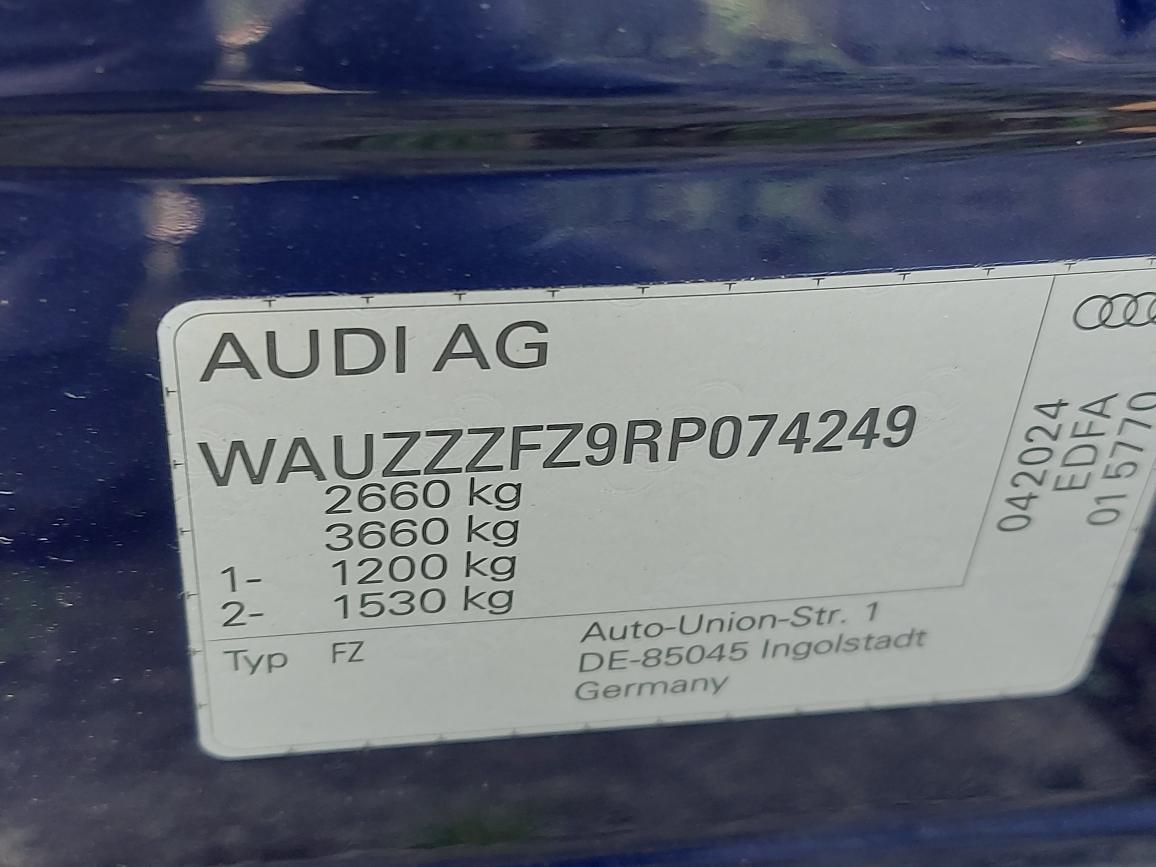 AUDI AG
WAUZZZFZ9RP074249
2660 kg
3660 kg
1- 1200 kg
2- 1530 kg
Typ FZ
Auto-Union-Str. 1
DE-85045 Ingolstadt
Germany
042024
EDFA
015770